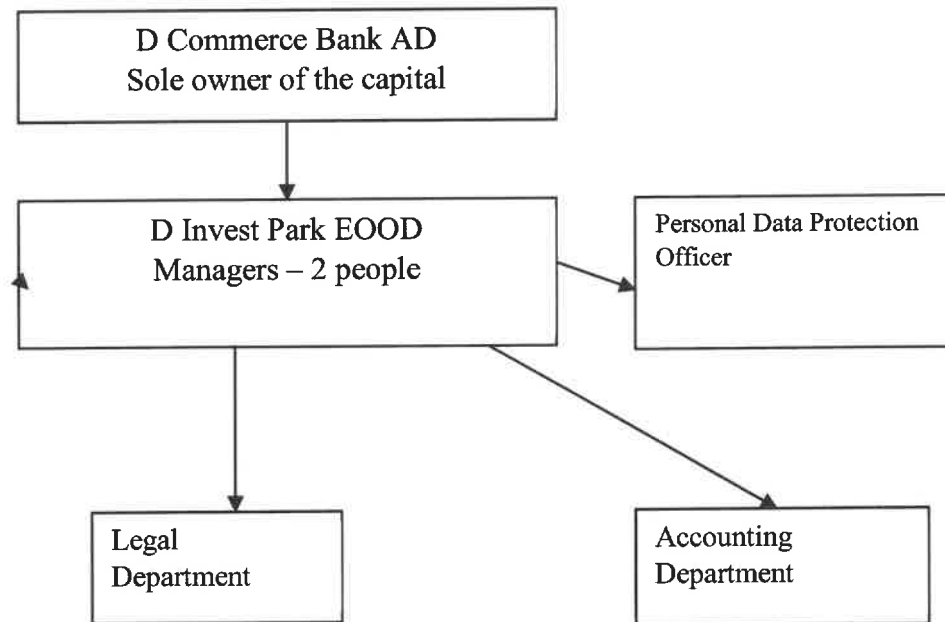 D Commerce Bank AD
Sole owner of the capital
D Invest Park EOOD
Managers – 2 people
Personal Data Protection
Officer
Legal
Department
Accounting
Department